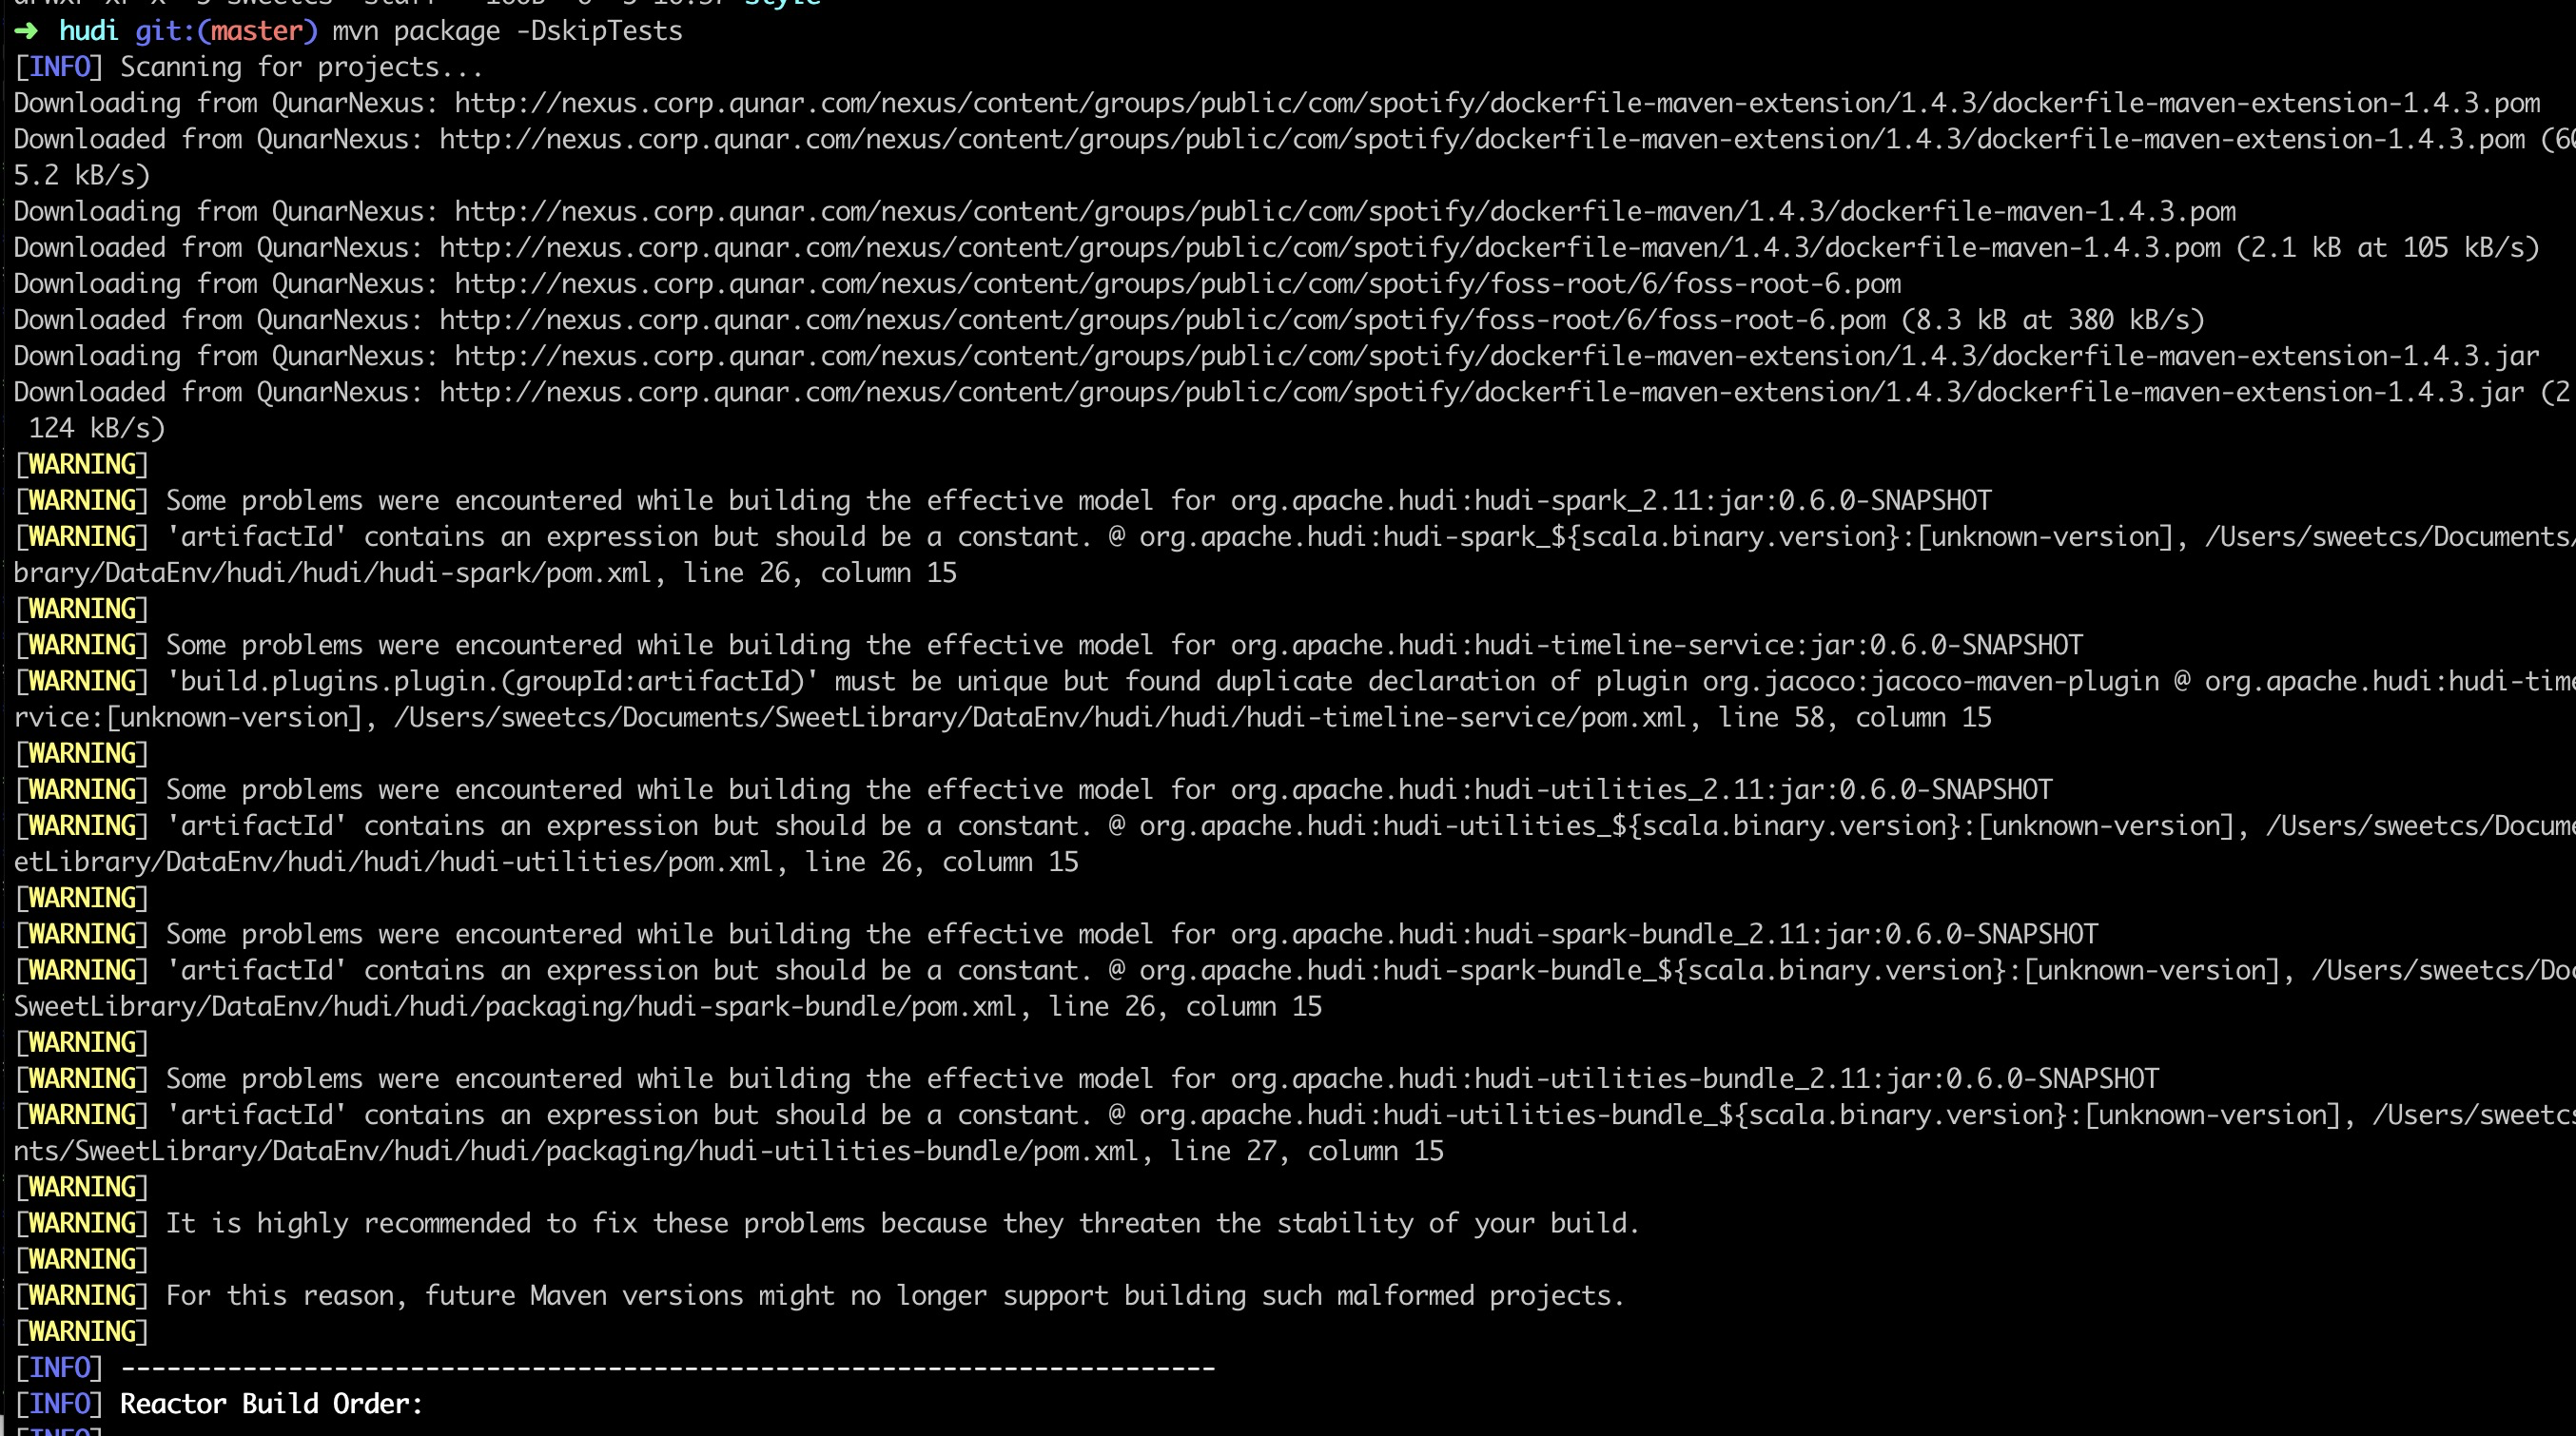 ➜ hudi git:(master) mvn package -DskipTests
[INFO] Scanning for projects...
Downloading from QunarNexus: http://nexus.corp.qunar.com/nexus/content/groups/public/com/spotify/dockerfile-maven-extension/1.4.3/dockerfile-maven-extension-1.4.3.pom
Downloaded from QunarNexus: http://nexus.corp.qunar.com/nexus/content/groups/public/com/spotify/dockerfile-maven-extension/1.4.3/dockerfile-maven-extension-1.4.3.pom
5.2 kB/s)
Downloading from QunarNexus: http://nexus.corp.qunar.com/nexus/content/groups/public/com/spotify/dockerfile-maven/1.4.3/dockerfile-maven-1.4.3.pom
Downloaded from QunarNexus: http://nexus.corp.qunar.com/nexus/content/groups/public/com/spotify/dockerfile-maven/1.4.3/dockerfile-maven-1.4.3.pom (2.1 kB at 105 kB/s)
Downloading from QunarNexus: http://nexus.corp.qunar.com/nexus/content/groups/public/com/spotify/foss-root/6/foss-root-6.pom
Downloaded from QunarNexus: http://nexus.corp.qunar.com/nexus/content/groups/public/com/spotify/foss-root/6/foss-root-6.pom (8.3 kB at 380 kB/s)
Downloading from QunarNexus: http://nexus.corp.qunar.com/nexus/content/groups/public/com/spotify/dockerfile-maven-extension/1.4.3/dockerfile-maven-extension-1.4.3.jar
Downloaded from QunarNexus: http://nexus.corp.qunar.com/nexus/content/groups/public/com/spotify/dockerfile-maven-extension/1.4.3/dockerfile-maven-extension-1.4.3.jar (2
124 kB/s)
[WARNING]
[WARNING] Some problems were encountered while building the effective model for org.apache.hudi:hudi-spark_2.11:jar:0.6.0-SNAPSHOT
[WARNING] 'artifactId' contains an expression but should be a constant. @ org.apache.hudi:hudi-spark_${scala.binary.version}:[unknown-version], /Users/sweetcs/Documents/
brary/DataEnv/hudi/hudi/hudi-spark/pom.xml, line 26, column 15
[WARNING]
[WARNING] Some problems were encountered while building the effective model for org.apache.hudi:hudi-timeline-service:jar:0.6.0-SNAPSHOT
[WARNING] 'build.plugins.plugin.(groupId:artifactId)' must be unique but found duplicate declaration of plugin org.jacoco:jacoco-maven-plugin @ org.apache.hudi:hudi-time
rvice:[unknown-version], /Users/sweetcs/Documents/SweetLibrary/DataEnv/hudi/hudi/hudi-timeline-service/pom.xml, line 58, column 15
[WARNING]
[WARNING] Some problems were encountered while building the effective model for org.apache.hudi:hudi-utilities_2.11:jar:0.6.0-SNAPSHOT
[WARNING] 'artifactId' contains an expression but should be a constant. @ org.apache.hudi:hudi-utilities_${scala.binary.version}:[unknown-version], /Users/sweetcs/Docume
etLibrary/DataEnv/hudi/hudi/hudi-utilities/pom.xml, line 26, column 15
[WARNING]
[WARNING] Some problems were encountered while building the effective model for org.apache.hudi:hudi-spark-bundle_2.11:jar:0.6.0-SNAPSHOT
[WARNING] 'artifactId' contains an expression but should be a constant. @ org.apache.hudi:hudi-spark-bundle_${scala.binary.version}:[unknown-version], /Users/sweetcs/Doc
SweetLibrary/DataEnv/hudi/hudi/packaging/hudi-spark-bundle/pom.xml, line 26, column 15
[WARNING]
[WARNING] Some problems were encountered while building the effective model for org.apache.hudi:hudi-utilities-bundle_2.11:jar:0.6.0-SNAPSHOT
[WARNING] 'artifactId' contains an expression but should be a constant. @ org.apache.hudi:hudi-utilities-bundle_${scala.binary.version}:[unknown-version], /Users/sweetcs
nts/SweetLibrary/DataEnv/hudi/hudi/packaging/hudi-utilities-bundle/pom.xml, line 27, column 15
[WARNING]
[WARNING] It is highly recommended to fix these problems because they threaten the stability of your build.
[WARNING]
[WARNING] For this reason, future Maven versions might no longer support building such malformed projects.
[WARNING]
[INFO] ------------------------------------------------------------------------
[INFO] Reactor Build Order:
[INFO]